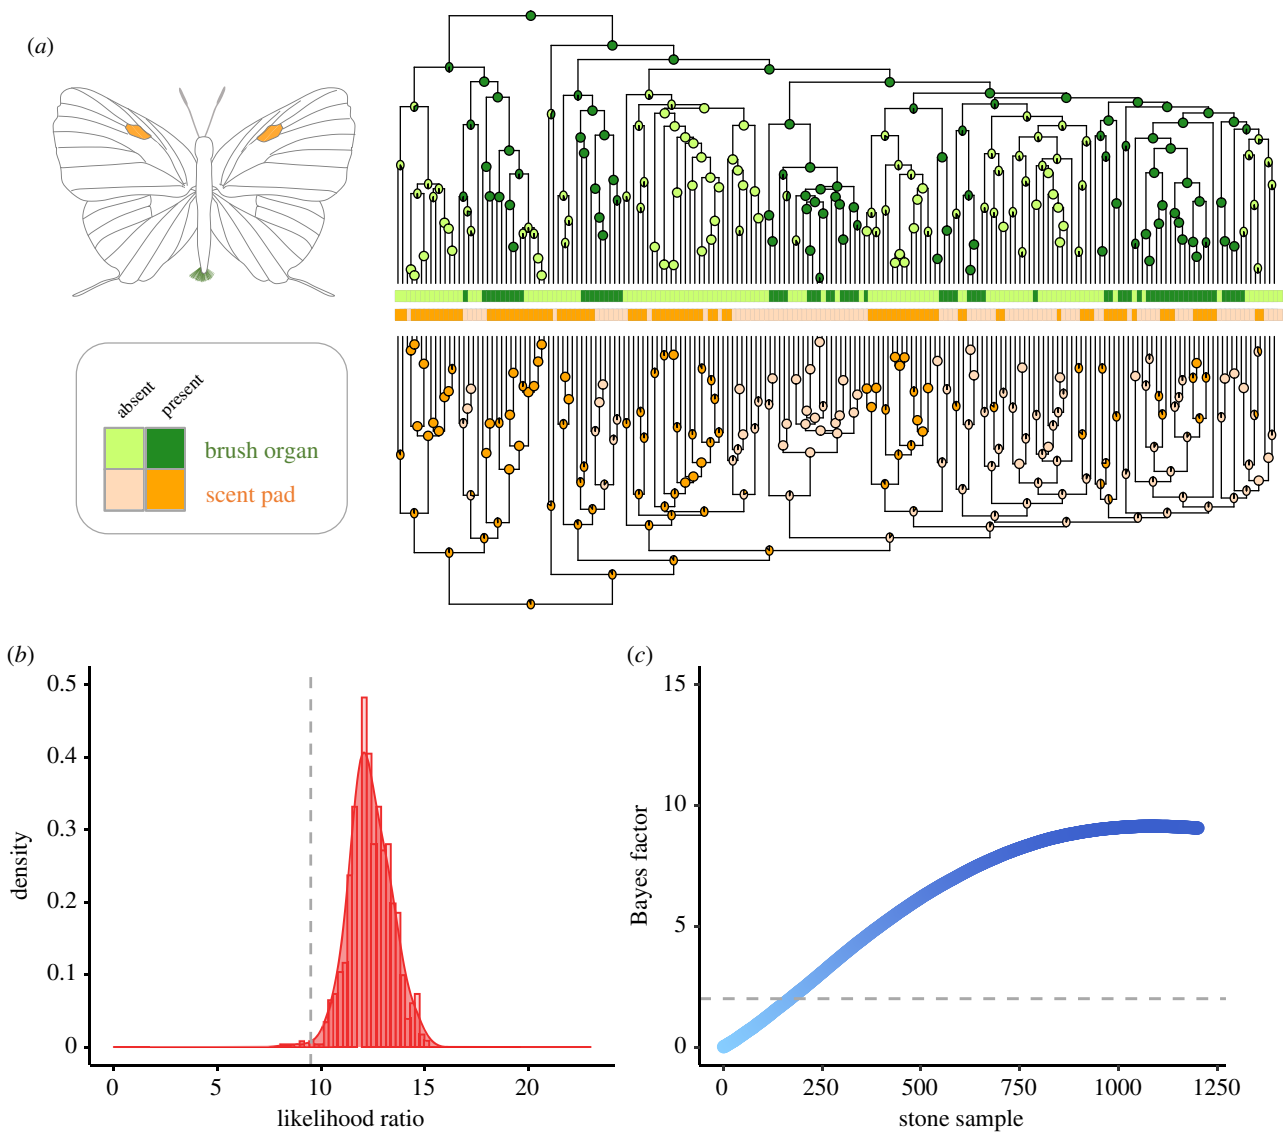 (a)
absent
present
brush organ
scent pad
(b)
0.5
0.4
0.3
0.2
0.1
0
density
0 5 10 15 20
likelihood ratio
(c)
15
10
5
0
Bayes factor
0 250 500 750 1000 1250
stone sample